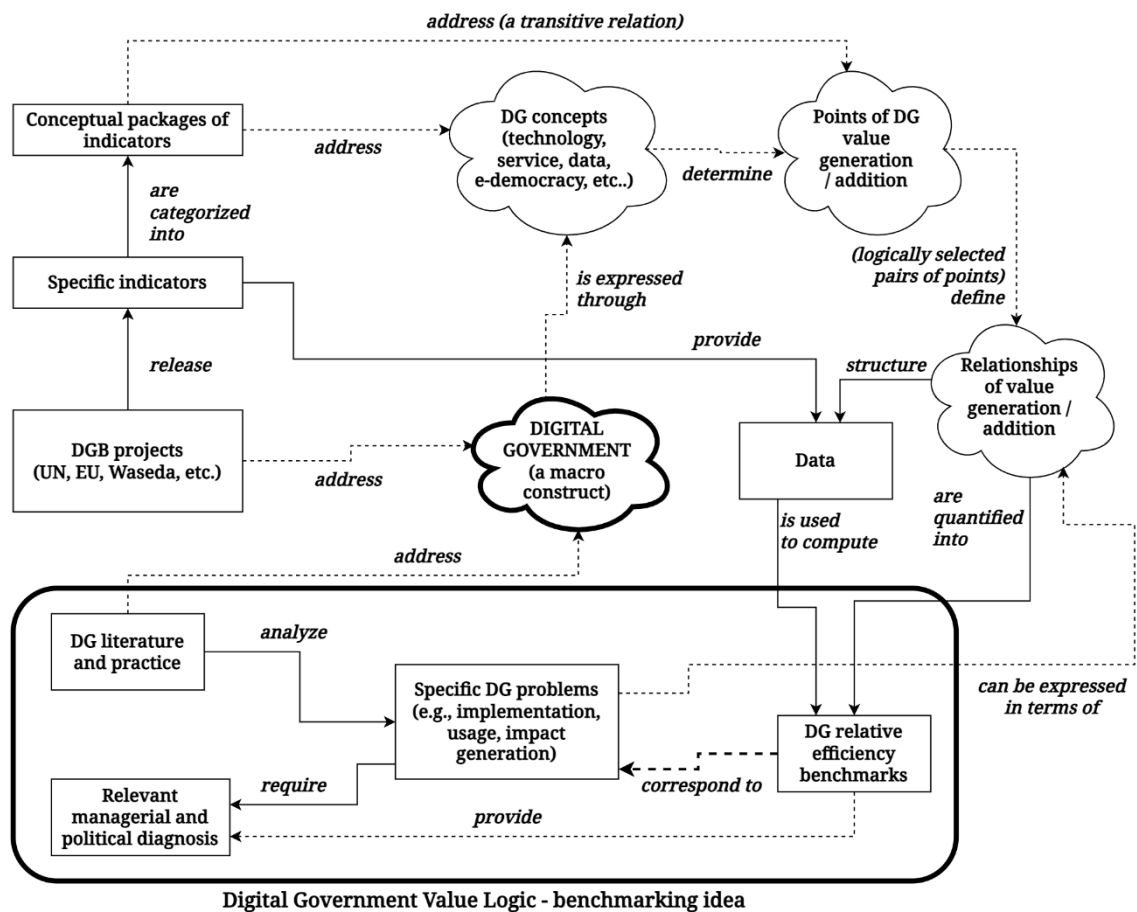 address (a transitive relation)
Conceptual packages of
indicators
address
DG concepts
(technology,
service, data,
e-democracy, etc..)
determine
Points of DG
value
generation
/ addition
are
categorized
into
Specific indicators
is expressed
through
(logically selected
pairs of points)
define
provide
release
structure
Relationships
of value
generation /
addition
DGB projects
(UN, EU, Waseda, etc.)
address
DIGITAL
GOVERNMENT
(a macro
construct)
Data
is used
to compute
are
quantified
into
address
DG literature
and practice
analyze
Specific DG problems
(e.g., implementation,
usage, impact
generation)
can be expressed
in terms of
DG relative
efficiency
benchmarks
correspond to
require
Relevant
managerial and
political diagnosis
provide
Digital Government Value Logic - benchmarking idea